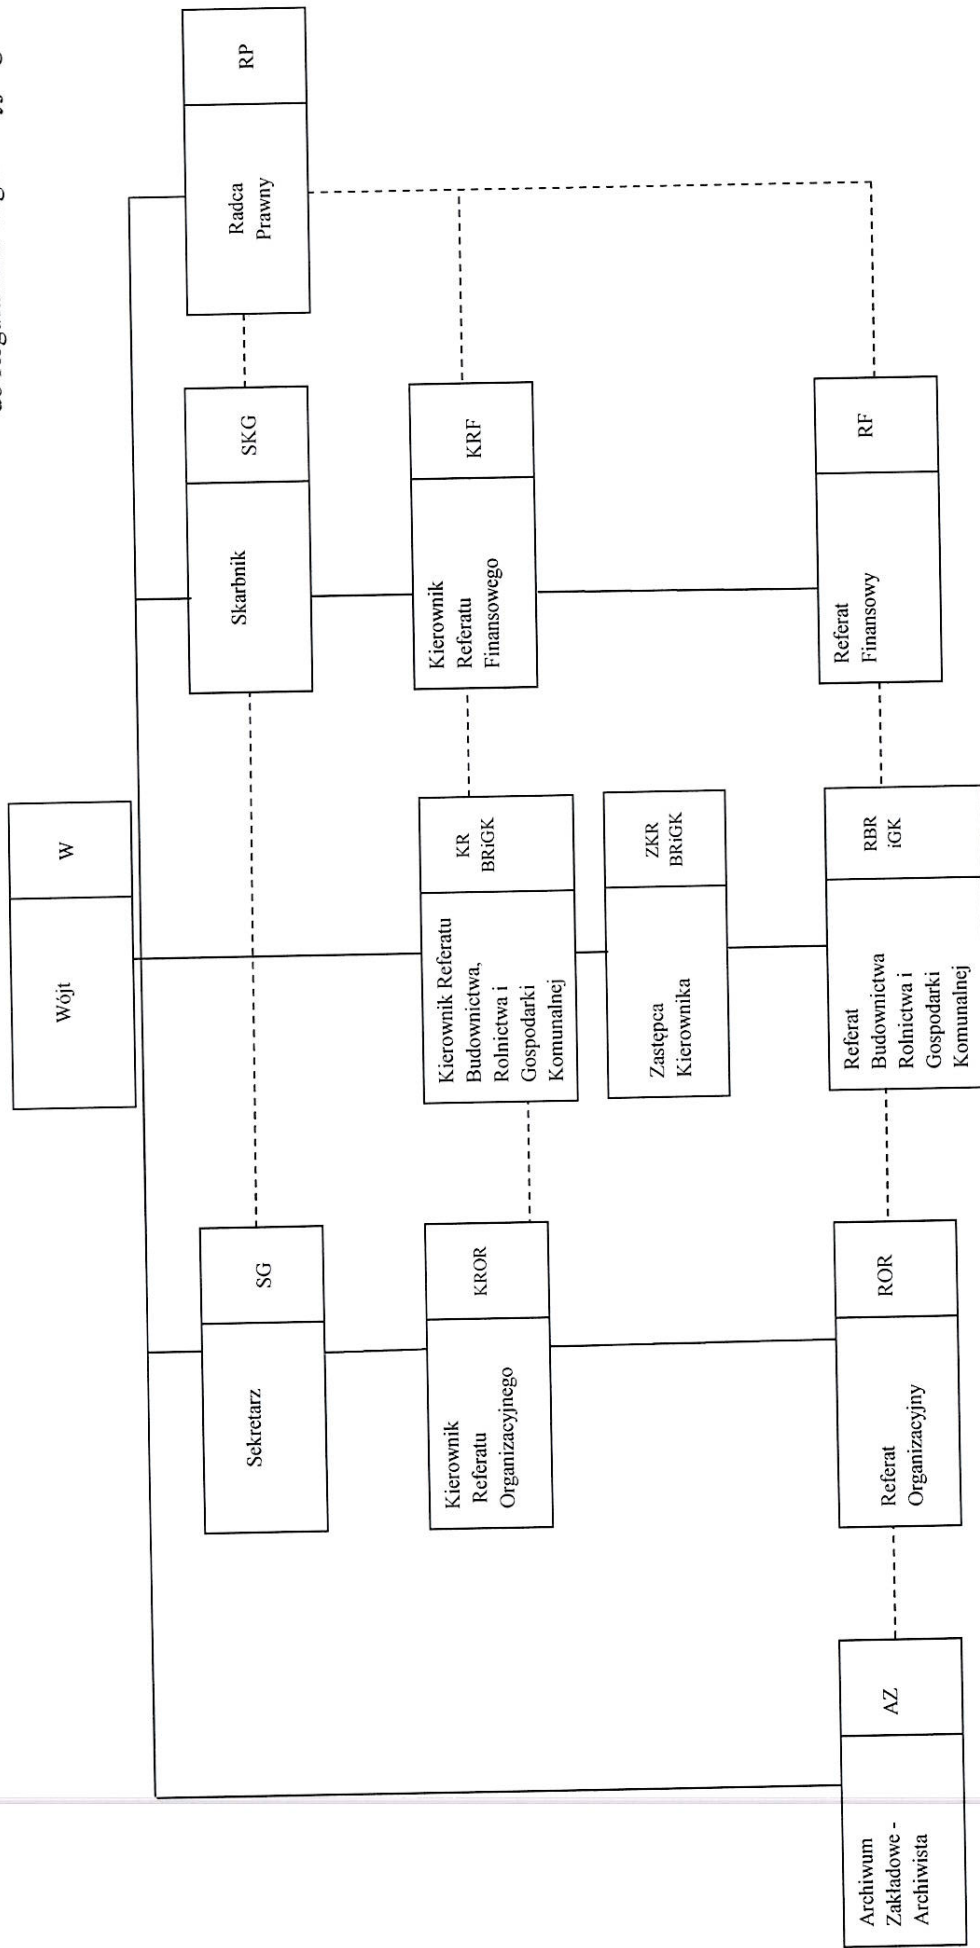 Wójt
W
Sekretarz
SG
Skarbnik
SKG
Radca
Prawny
RP
Kierownik
Referatu
Organizacyjnego
KROR
Kierownik Referatu
Budownictwa,
Rolnictwa i
Gospodarki
Komunalnej
KR
BRiGK
Kierownik
Referatu
Finansowego
KRF
Zastępca
Kierownika
ZKR
BRiGK
Archiwum
Zakładowe -
Archiwista
AZ
Referat
Organizacyjny
ROR
Referat
Budownictwa
Rolnictwa i
Gospodarki
Komunalnej
RBR
iGK
Referat
Finansowy
RF